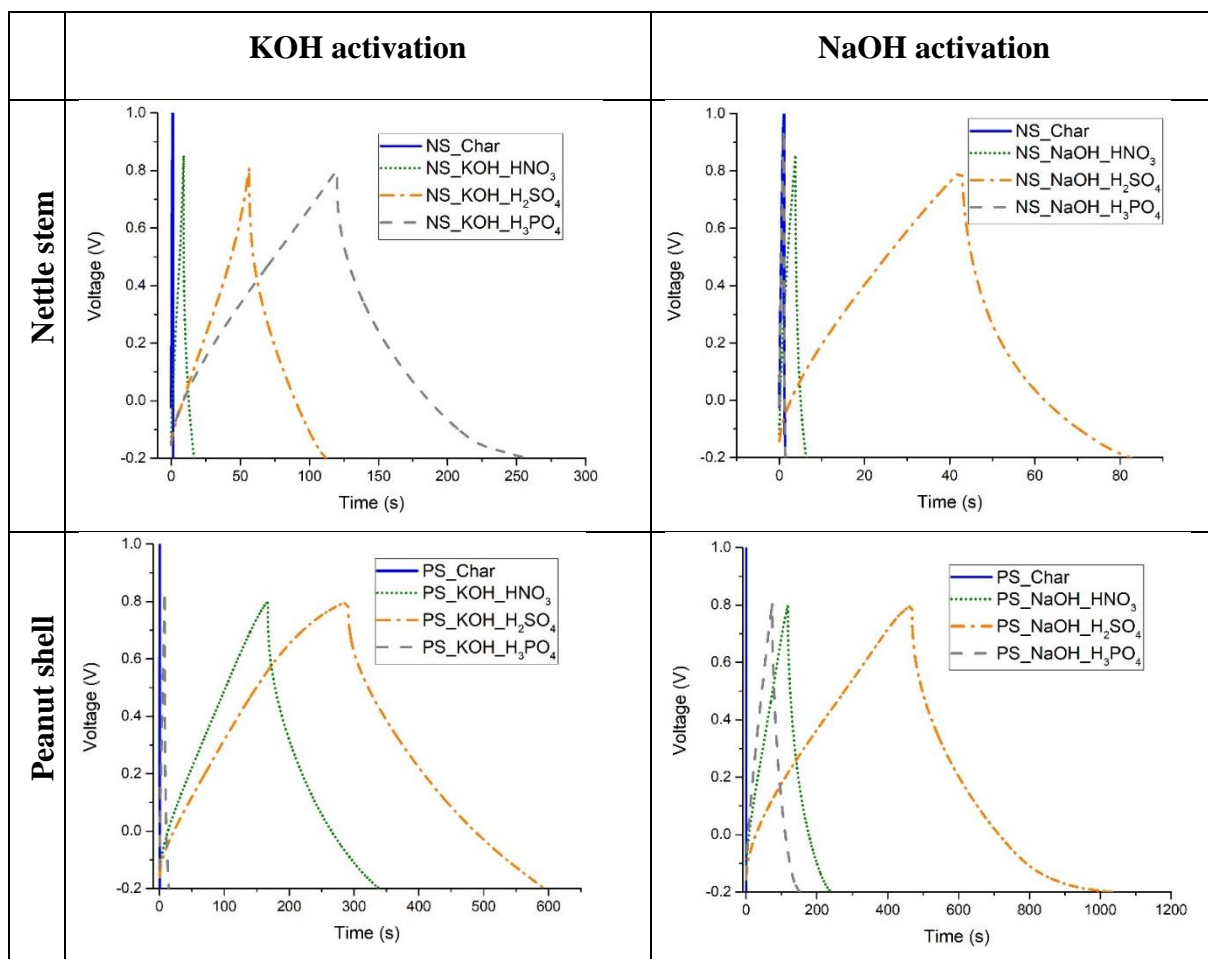 KOH activation
NaOH activation
Nettle stem
1.0
0.8
0.6
0.4
0.2
0.0
-0.2
Voltage (V)
NS_Char
NS_KOH_HNO₃
NS_KOH_H₂SO₄
NS_KOH_H₃PO₄
0
50
100
150
200
250
300
Time (s)
1.0
0.8
0.6
0.4
0.2
0.0
-0.2
Voltage (V)
NS_Char
NS_NaOH_HNO₃
NS_NaOH_H₂SO₄
NS_NaOH_H₃PO₄
0
20
40
60
80
Time (s)
Peanut shell
1.0
0.8
0.6
0.4
0.2
0.0
-0.2
Voltage (V)
PS_Char
PS_KOH_HNO₃
PS_KOH_H₂SO₄
PS_KOH_H₃PO₄
0
100
200
300
400
500
600
Time (s)
1.0
0.8
0.6
0.4
0.2
0.0
-0.2
Voltage (V)
PS_Char
PS_NaOH_HNO₃
PS_NaOH_H₂SO₄
PS_NaOH_H₃PO₄
0
200
400
600
800
1000
1200
Time (s)